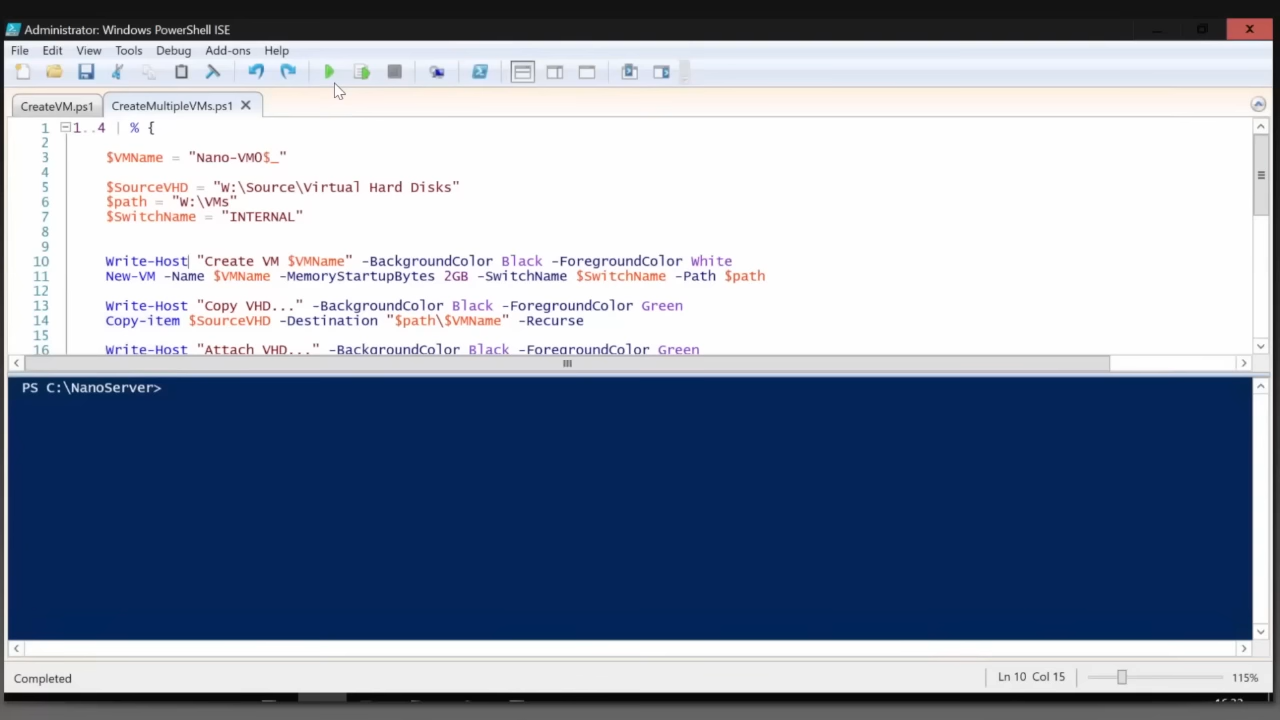 Administrator: Windows PowerShell ISE
File Edit View Tools Debug Add-ons Help
CreateVM.ps1 CreateMultipleVMs.ps1
1 1..4 | % {
2
3 $VMName = "Nano-VM0$_"
4
5 $SourceVHD = "W:\Source\Virtual Hard Disks"
6 $path = "W:\VMs"
7 $SwitchName = "INTERNAL"
8
9
10 Write-Host "Create VM $VMName" -BackgroundColor Black -ForegroundColor White
11 New-VM -Name $VMName -MemoryStartupBytes 2GB -SwitchName $SwitchName -Path $path
12
13 Write-Host "Copy VHD..." -BackgroundColor Black -ForegroundColor Green
14 Copy-item $SourceVHD -Destination "$path\$VMName" -Recurse
15
16 Write-Host "Attach VHD..." -BackgroundColor Black -ForegroundColor Green
PS C:\NanoServer>
Completed Ln 10 Col 15 115%